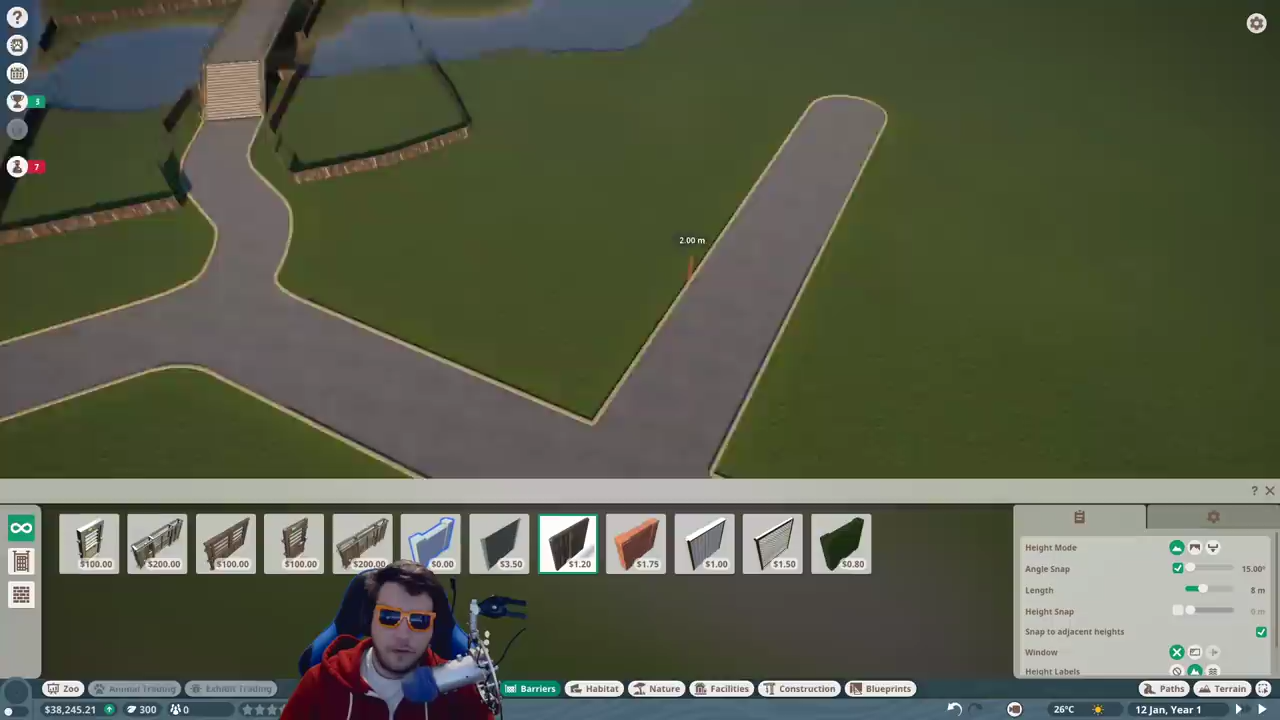 ?
3
7
2.00 m
?
$100.00
$200.00
$100.00
$100.00
$200.00
$0.00
$3.50
$1.20
$1.75
$1.00
$1.50
$0.80
Height Mode
Angle Snap
15.00°
Length
8 m
Height Snap
0 m
Snap to adjacent heights
Window
Height Labels
Zoo
Animal Trading
Exhibit Trading
Barriers
Habitat
Nature
Facilities
Construction
Blueprints
Paths
Terrain
$38,245.21
300
0
26°C
12 Jan, Year 1